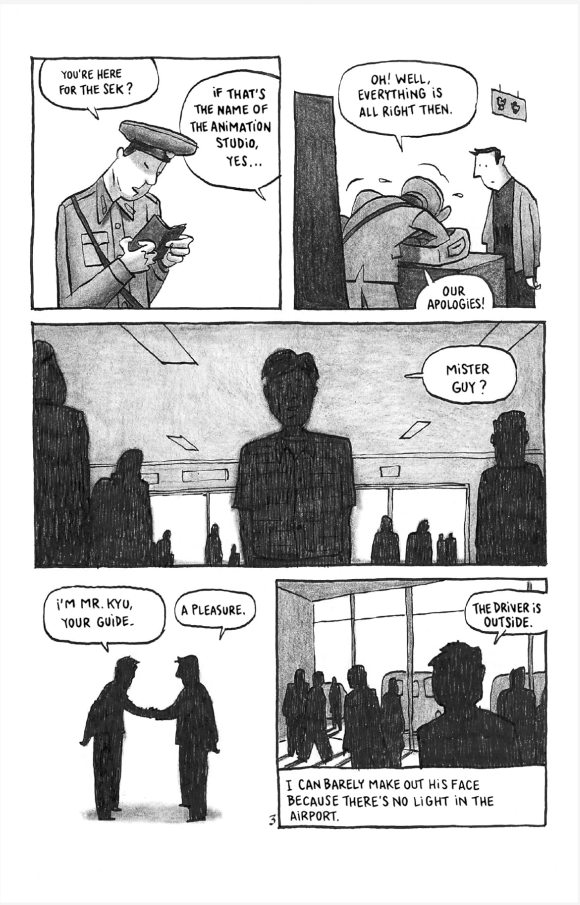 YOU'RE HERE
FOR THE SEK?
IF THAT'S
THE NAME OF
THE ANIMATION
STUDIO,
YES...
OH! WELL,
EVERYTHING IS
ALL RIGHT THEN.
OUR
APOLOGIES!
MISTER
GUY?
I'M MR. KYU,
YOUR GUIDE.
A PLEASURE.
THE DRIVER IS
OUTSIDE.
I CAN BARELY MAKE OUT HIS FACE
BECAUSE THERE'S NO LIGHT IN THE
AIRPORT.
3